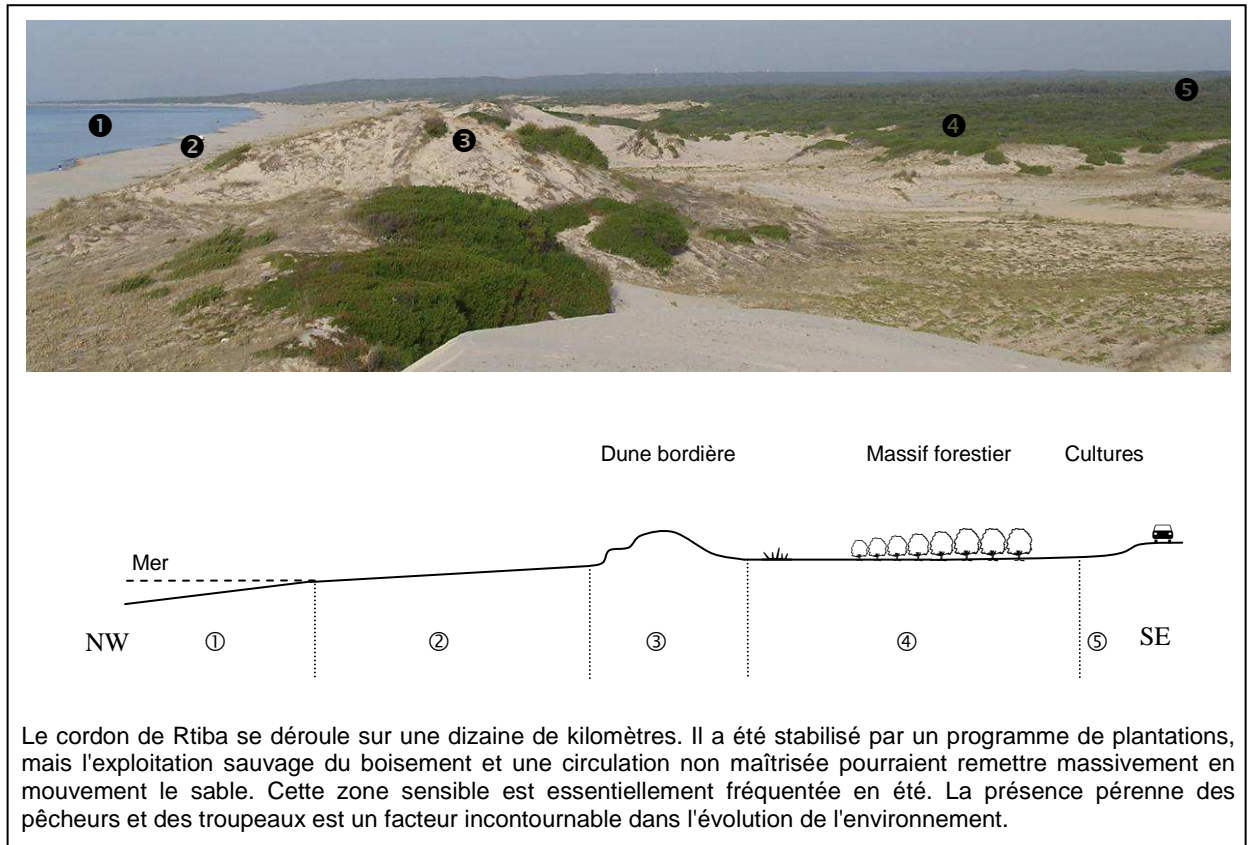 ❶
❷
❸
❹
❺
Dune bordière Massif forestier Cultures
Mer
NW ① ② ③ ④ ⑤ SE
Le cordon de Rtiba se déroule sur une dizaine de kilomètres. Il a été stabilisé par un programme de plantations,
mais l'exploitation sauvage du boisement et une circulation non maîtrisée pourraient remettre massivement en
mouvement le sable. Cette zone sensible est essentiellement fréquentée en été. La présence pérenne des
pêcheurs et des troupeaux est un facteur incontournable dans l'évolution de l'environnement.